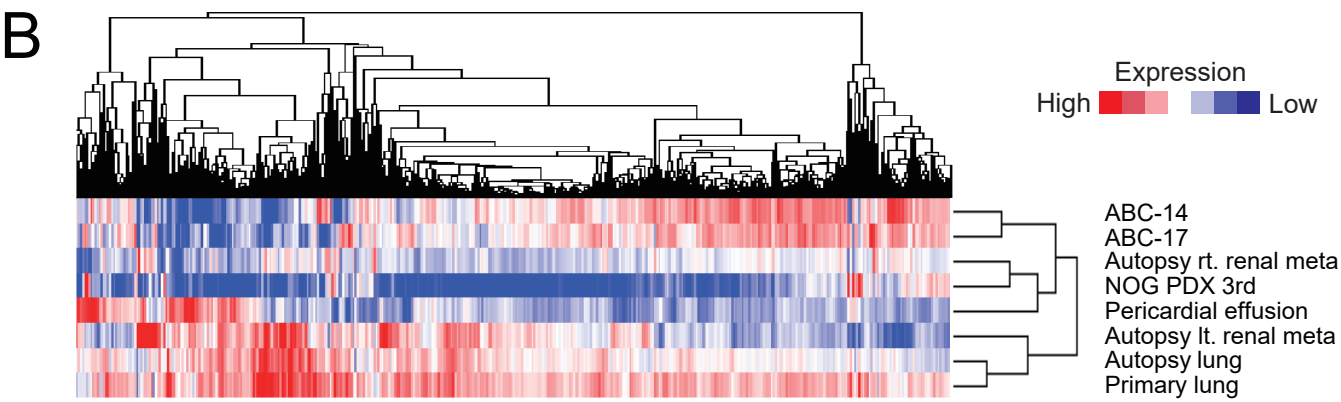 B
Expression
High Low
ABC-14
ABC-17
Autopsy rt. renal meta
NOG PDX 3rd
Pericardial effusion
Autopsy lt. renal meta
Autopsy lung
Primary lung